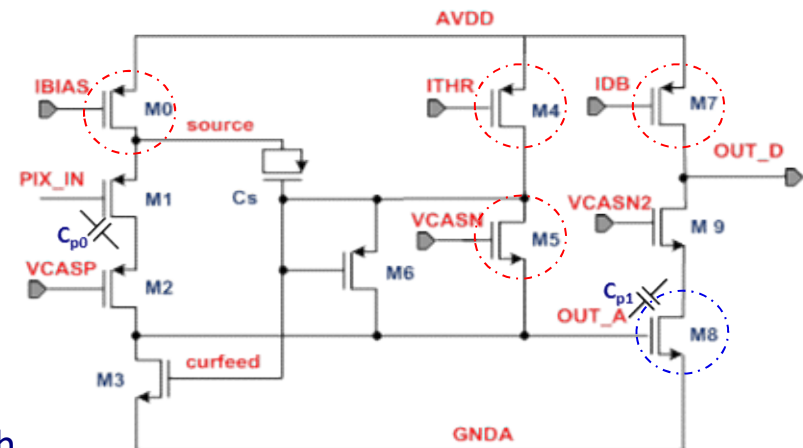 AVDD
IBIAS
M0
ITHR
M4
IDB
M7
source
OUT_D
PIX_IN
M1
Cs
VCASN
M5
VCASN2
M 9
Cp0
VCASP
M2
M6
Cp1
OUT_A
M8
M3
curfeed
GNDA